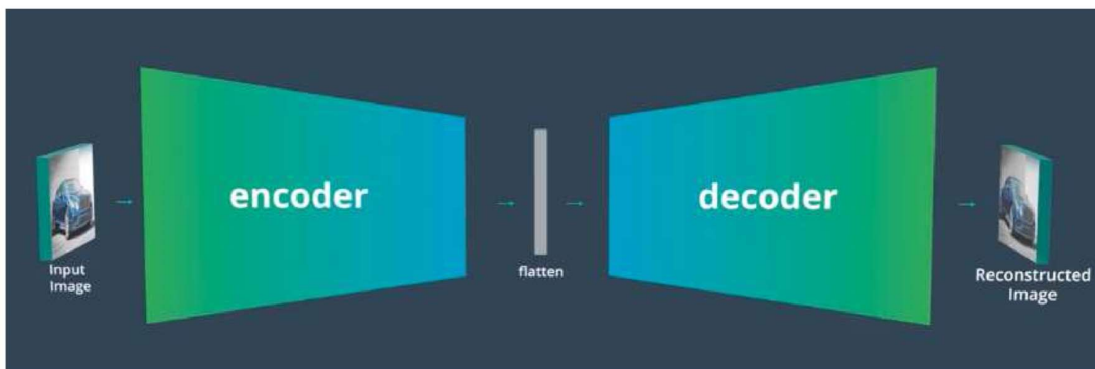 encoder
decoder
Input
Image
flatten
Reconstructed
Image